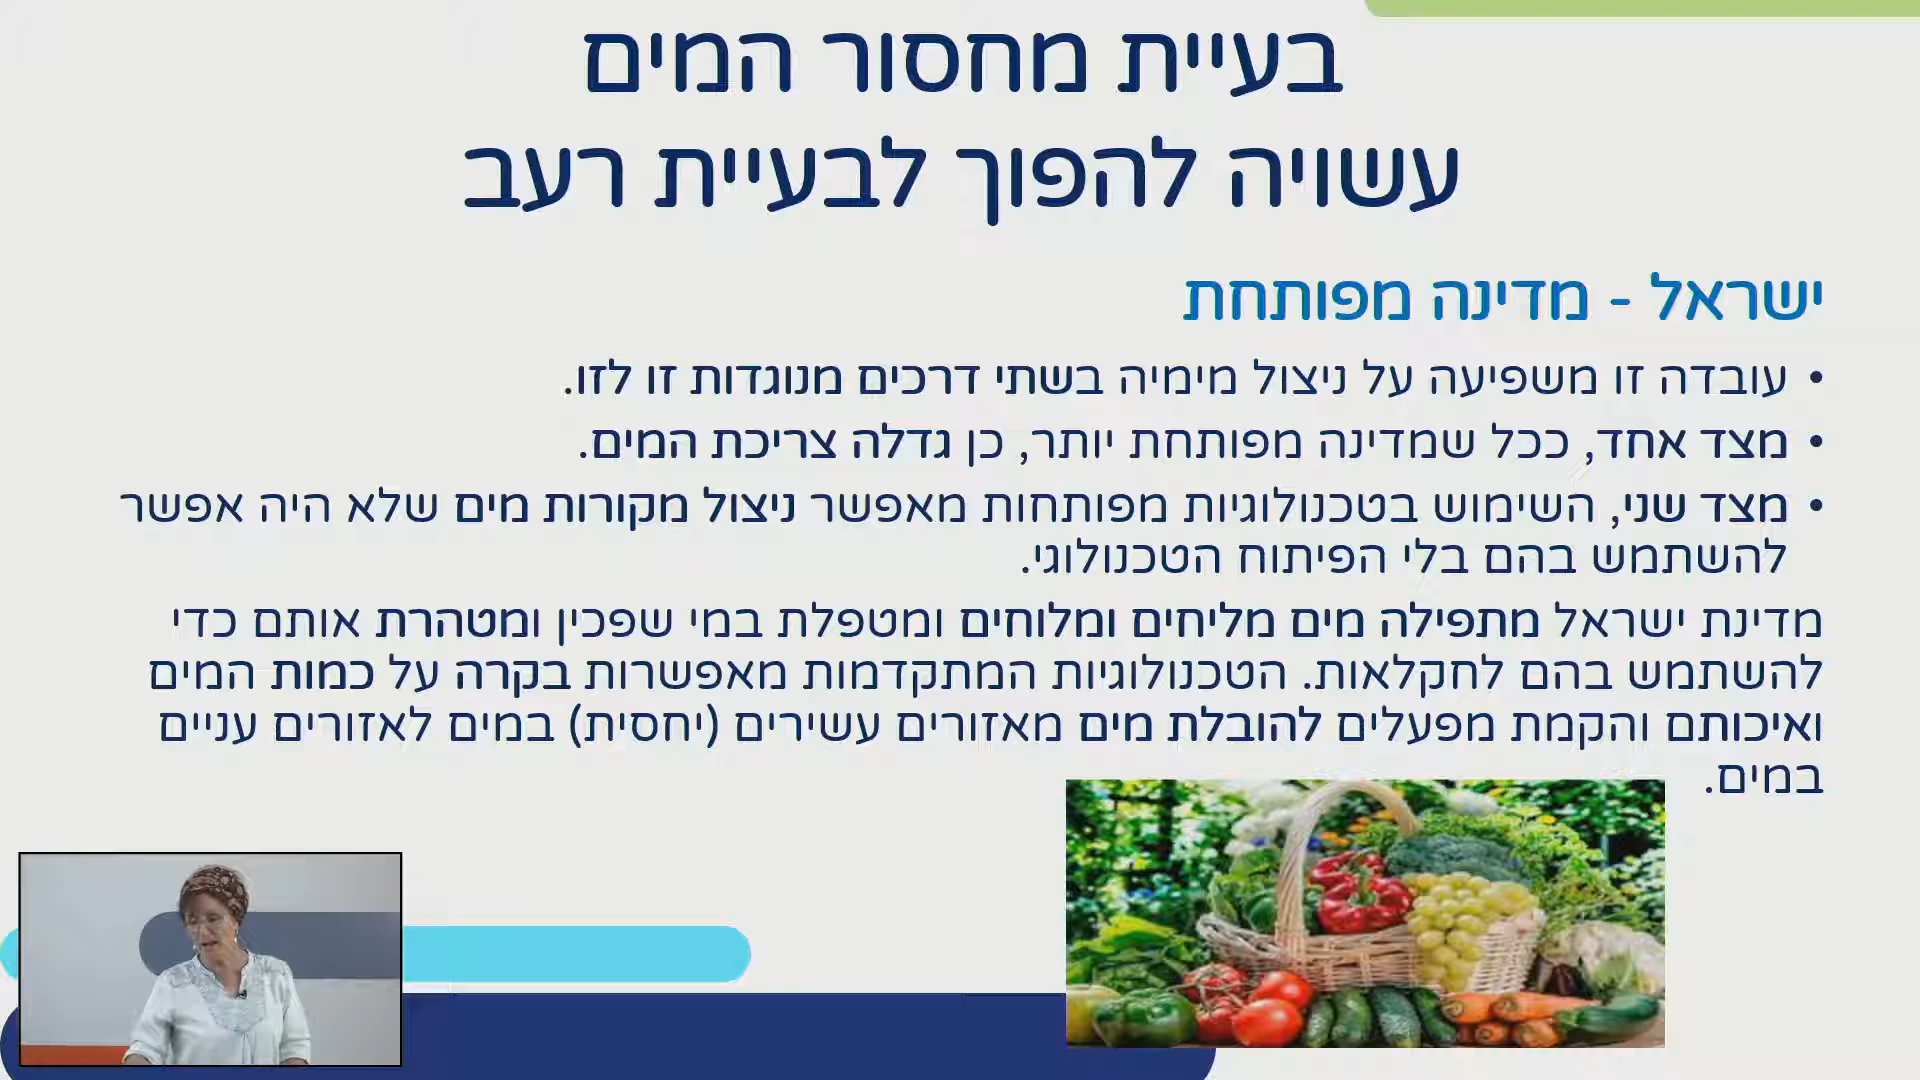 בעיית מחסור המים
עשויה להפוך לבעיית רעב
ישראל - מדינה מפותחת
• עובדה זו משפיעה על ניצול מימיה בשתי דרכים מנוגדות זו לזו.
• מצד אחד, ככל שמדינה מפותחת יותר, כן גדלה צריכת המים.
• מצד שני, השימוש בטכנולוגיות מפותחות מאפשר ניצול מקורות מים שלא היה אפשר
להשתמש בהם בלי הפיתוח הטכנולוגי.
מדינת ישראל מתפילה מים מליחים ומלוחים ומטפלת במי שפכין ומטהרת אותם כדי
להשתמש בהם לחקלאות. הטכנולוגיות המתקדמות מאפשרות בקרה על כמות המים
ואיכותם והקמת מפעלים להובלת מים מאזורים עשירים (יחסית) במים לאזורים עניים
במים.